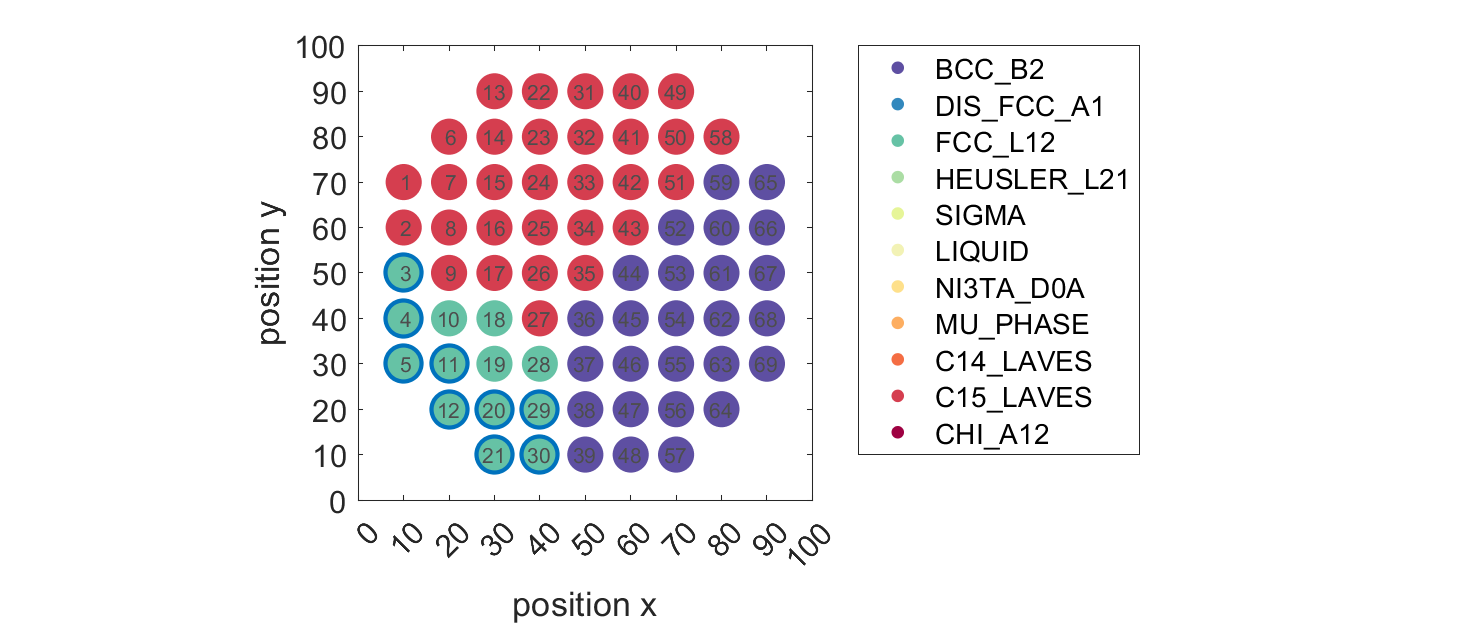 100
90
80
70
60
50
40
30
20
10
0
position y
13 22 31 40 49
6 14 23 32 41 50 58
1 7 15 24 33 42 51 59 65
2 8 16 25 34 43 52 60 66
3 9 17 26 35 44 53 61 67
4 10 18 27 36 45 54 62 68
5 11 19 28 37 46 55 63 69
12 20 29 38 47 56 64
21 30 39 48 57
0 10 20 30 40 50 60 70 80 90 100
position x
BCC_B2
DIS_FCC_A1
FCC_L12
HEUSLER_L21
SIGMA
LIQUID
NI3TA_D0A
MU_PHASE
C14_LAVES
C15_LAVES
CHI_A12